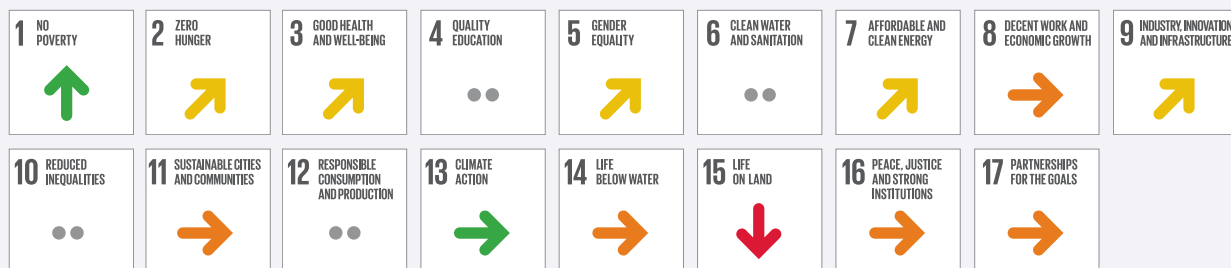 1 NO
POVERTY
2 ZERO
HUNGER
3 GOOD HEALTH
AND WELL-BEING
4 QUALITY
EDUCATION
5 GENDER
EQUALITY
6 CLEAN WATER
AND SANITATION
7 AFFORDABLE AND
CLEAN ENERGY
8 DECENT WORK AND
ECONOMIC GROWTH
9 INDUSTRY, INNOVATION
AND INFRASTRUCTURE
10 REDUCED
INEQUALITIES
11 SUSTAINABLE CITIES
AND COMMUNITIES
12 RESPONSIBLE
CONSUMPTION
AND PRODUCTION
13 CLIMATE
ACTION
14 LIFE
BELOW WATER
15 LIFE
ON LAND
16 PEACE, JUSTICE
AND STRONG
INSTITUTIONS
17 PARTNERSHIPS
FOR THE GOALS